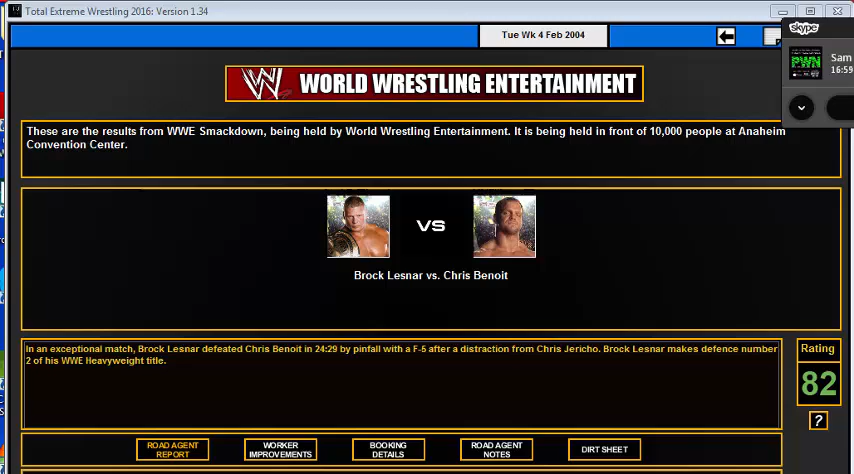 Total Extreme Wrestling 2016: Version 1.34
Tue Wk 4 Feb 2004
skype
PWN
Sam
16:59
W WORLD WRESTLING ENTERTAINMENT
These are the results from WWE Smackdown, being held by World Wrestling Entertainment. It is being held in front of 10,000 people at Anaheim
Convention Center.
VS
Brock Lesnar vs. Chris Benoit
In an exceptional match, Brock Lesnar defeated Chris Benoit in 24:29 by pinfall with a F-5 after a distraction from Chris Jericho. Brock Lesnar makes defence number
2 of his WWE Heavyweight title.
Rating
82
?
ROAD AGENT
REPORT
WORKER
IMPROVEMENTS
BOOKING
DETAILS
ROAD AGENT
NOTES
DIRT SHEET